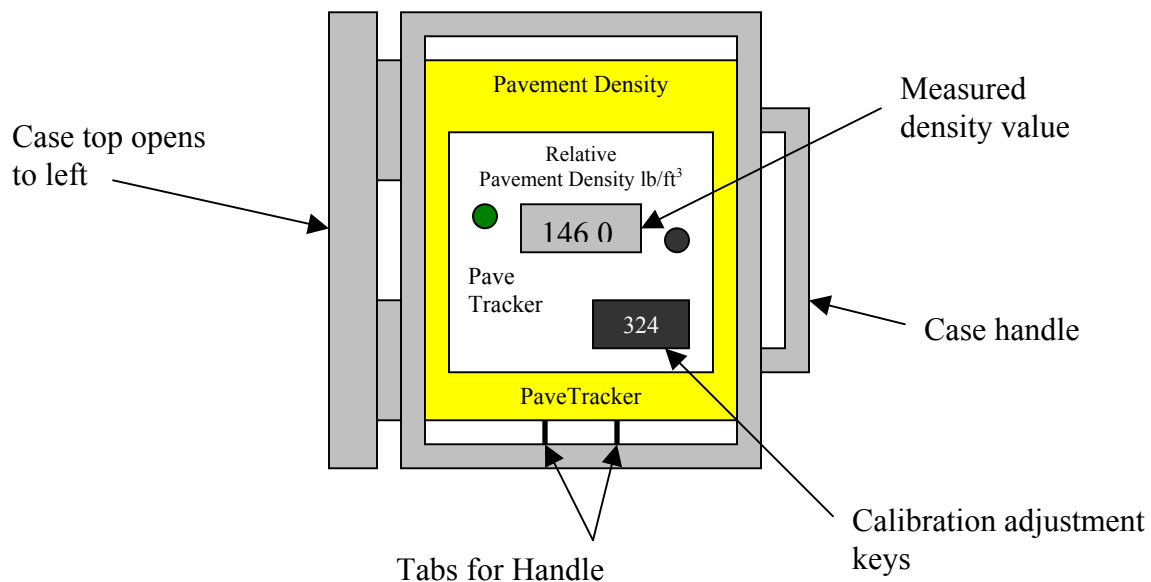 Pavement Density
Measured
density value
Case top opens
to left
Relative
Pavement Density lb/ft³
146 0
Pave
Tracker
324
Case handle
PaveTracker
Calibration adjustment
keys
Tabs for Handle